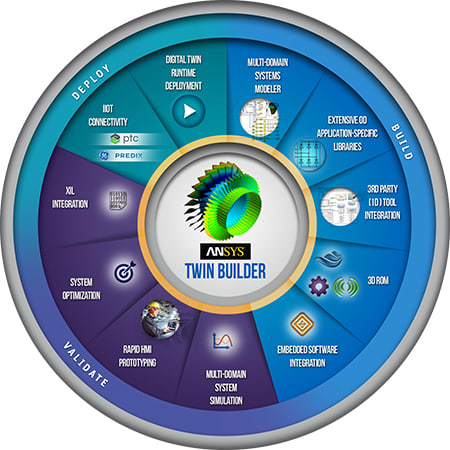 DEPLOY
DIGITAL TWIN
RUNTIME
DEPLOYMENT
IIOT
CONNECTIVITY
ptc
GE PREDIX
BUILD
MULTI-DOMAIN
SYSTEMS
MODELER
EXTENSIVE 0D
APPLICATION-SPECIFIC
LIBRARIES
3RD PARTY
(1D) TOOL
INTEGRATION
3D ROM
EMBEDDED SOFTWARE
INTEGRATION
VALIDATE
MULTI-DOMAIN
SYSTEM
SIMULATION
RAPID HMI
PROTOTYPING
SYSTEM
OPTIMIZATION
XIL
INTEGRATION
ANSYS
TWIN BUILDER